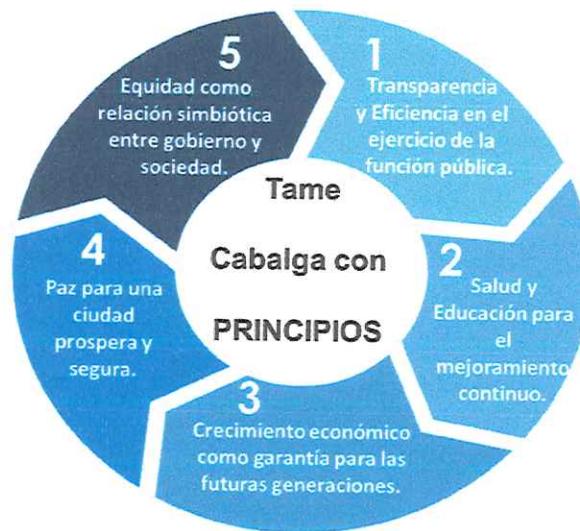 Tame
Cabalga con
PRINCIPIOS
1
Transparencia
y Eficiencia en el
ejercicio de la
función pública.
2
Salud y
Educación para
el
mejoramiento
continuo.
3
Crecimiento económico
como garantía para las
futuras generaciones.
4
Paz para una
ciudad
prospera y
segura.
5
Equidad como
relación simbiótica
entre gobierno y
sociedad.